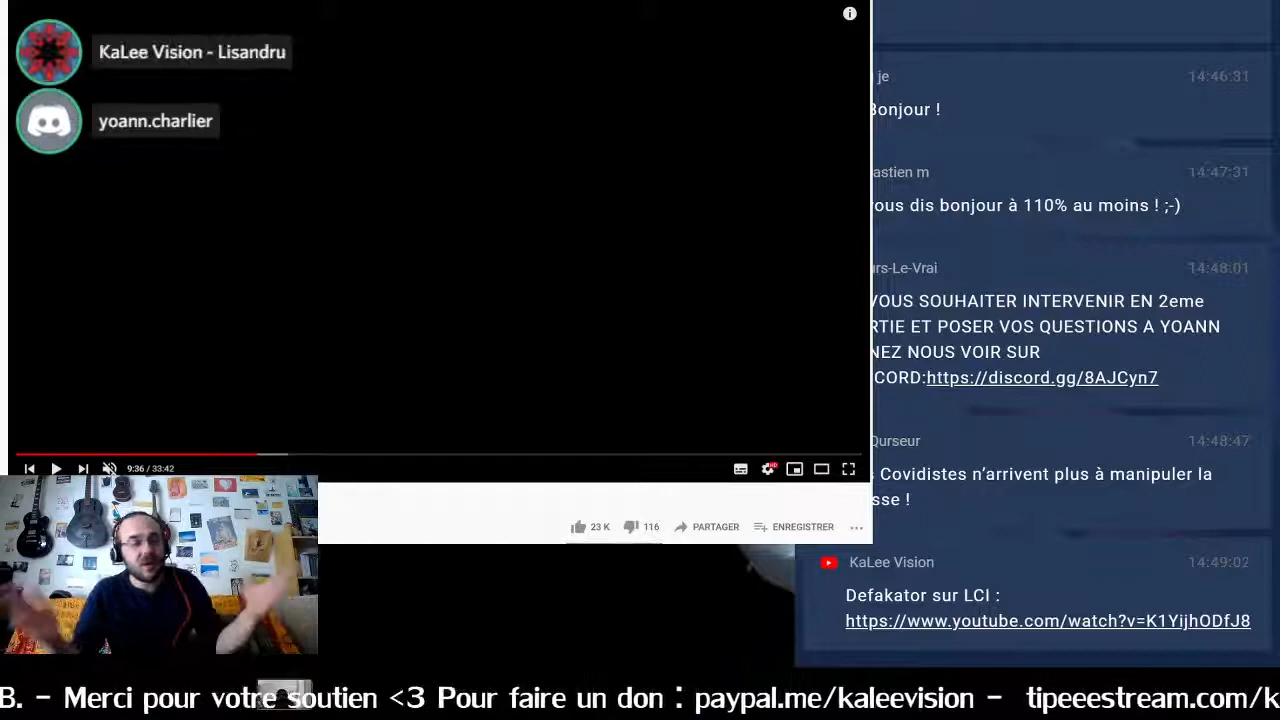 KaLee Vision - Lisandru
yoann.charlier
9:36 / 33:42
HD
23 K
116
PARTAGER
ENREGISTRER
je
14:46:31
Bonjour !
astien m
14:47:31
vous dis bonjour à 110% au moins ! ;-)
urs-Le-Vrai
14:48:01
VOUS SOUHAITER INTERVENIR EN 2eme
RTIE ET POSER VOS QUESTIONS A YOANN
NEZ NOUS VOIR SUR
CORD:https://discord.gg/8AJCyn7
Qurseur
14:48:47
Covidistes n’arrivent plus à manipuler la
sse !
KaLee Vision
14:49:02
Defakator sur LCI :
https://www.youtube.com/watch?v=K1YijhODfJ8
B. - Merci pour votre soutien <3 Pour faire un don : paypal.me/kaleevision - tipeeestream.com/k